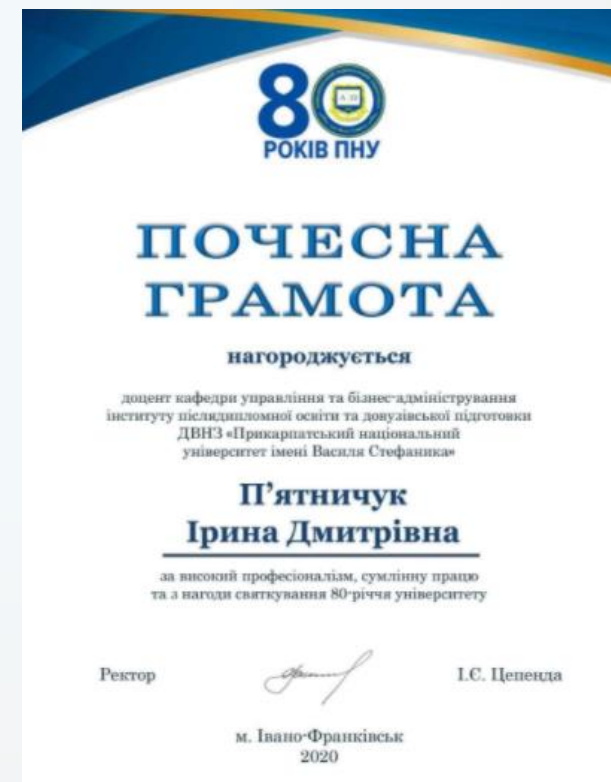 80
РОКІВ ПНУ
ПОЧЕСНА
ГРАМОТА
нагороджується
доцент кафедри управління та бізнес-адміністрування
інституту післядипломної освіти та довузівської підготовки
ДВНЗ «Прикарпатський національний
університет імені Василя Стефаника»
П’ятничук
Ірина Дмитрівна
за високий професіоналізм, сумлінну працю
та з нагоди святкування 80-річчя університету
Ректор
І.Є. Цепенда
м. Івано-Франківськ
2020